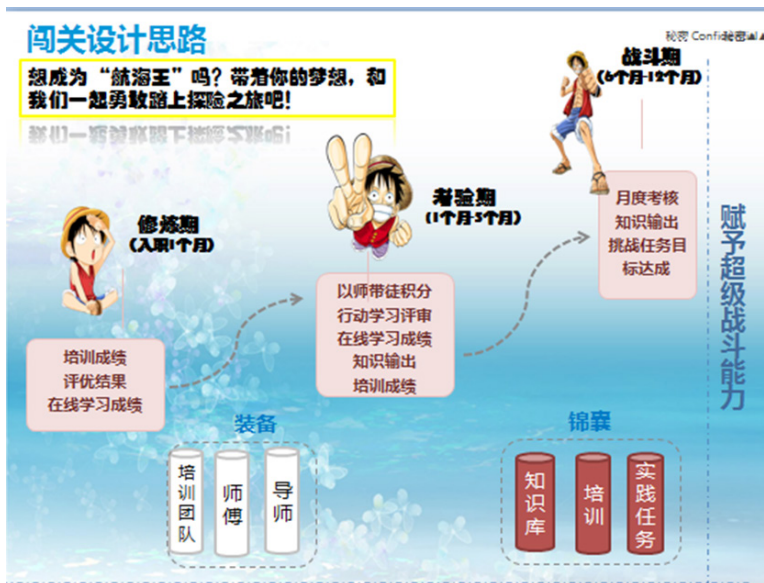 闯关设计思路
秘密 Confidential
想成为“航海王”吗？带着你的梦想，和
我们一起勇敢踏上探险之旅吧！
战斗期
(6个月-12个月)
考验期
(1个月-5个月)
修炼期
(入职1个月)
月度考核
知识输出
挑战任务目
标达成
以师带徒积分
行动学习评审
在线学习成绩
知识输出
培训成绩
培训成绩
评优结果
在线学习成绩
赋予超级战斗能力
装备
培训团队
师傅
导师
锦囊
知识库
培训
实践任务